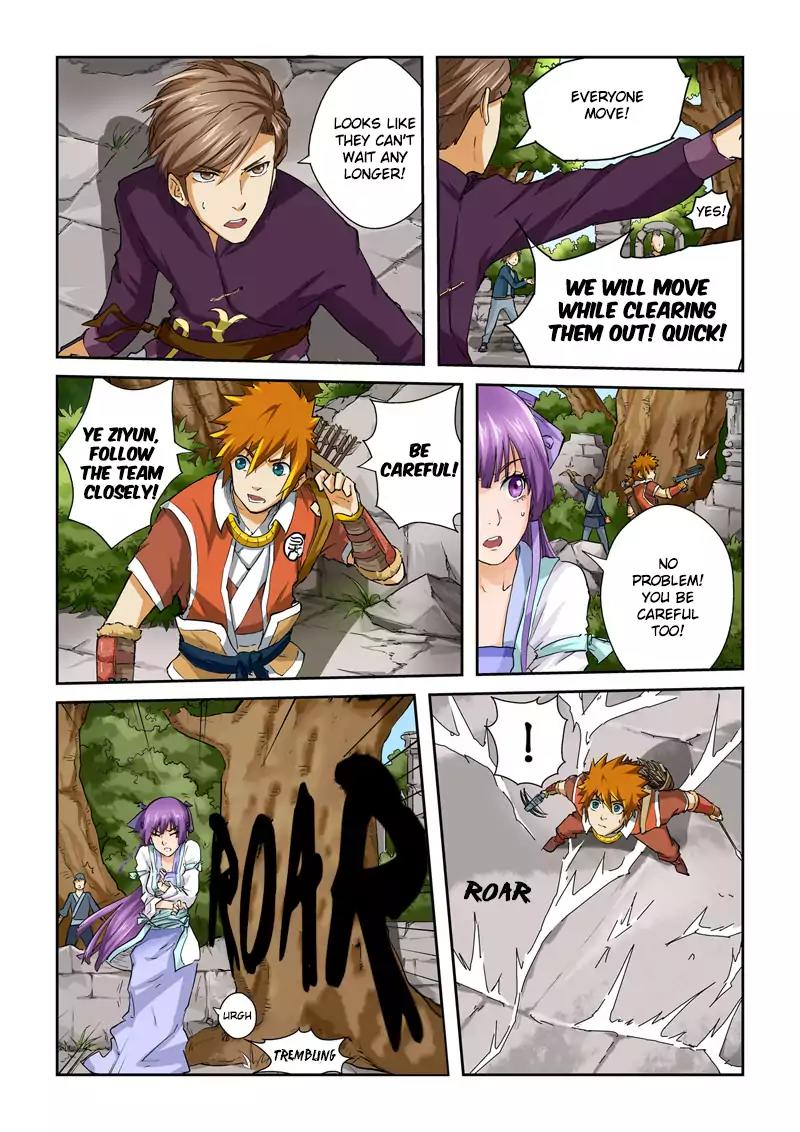 LOOKS LIKE
THEY CAN'T
WAIT ANY
LONGER!
EVERYONE
MOVE!
YES!
WE WILL MOVE
WHILE CLEARING
THEM OUT! QUICK!
YE ZIYUN,
FOLLOW
THE TEAM
CLOSELY!
BE
CAREFUL!
NO
PROBLEM!
YOU BE
CAREFUL
TOO!
ROAR
URGH
TREMBLING
!
ROAR